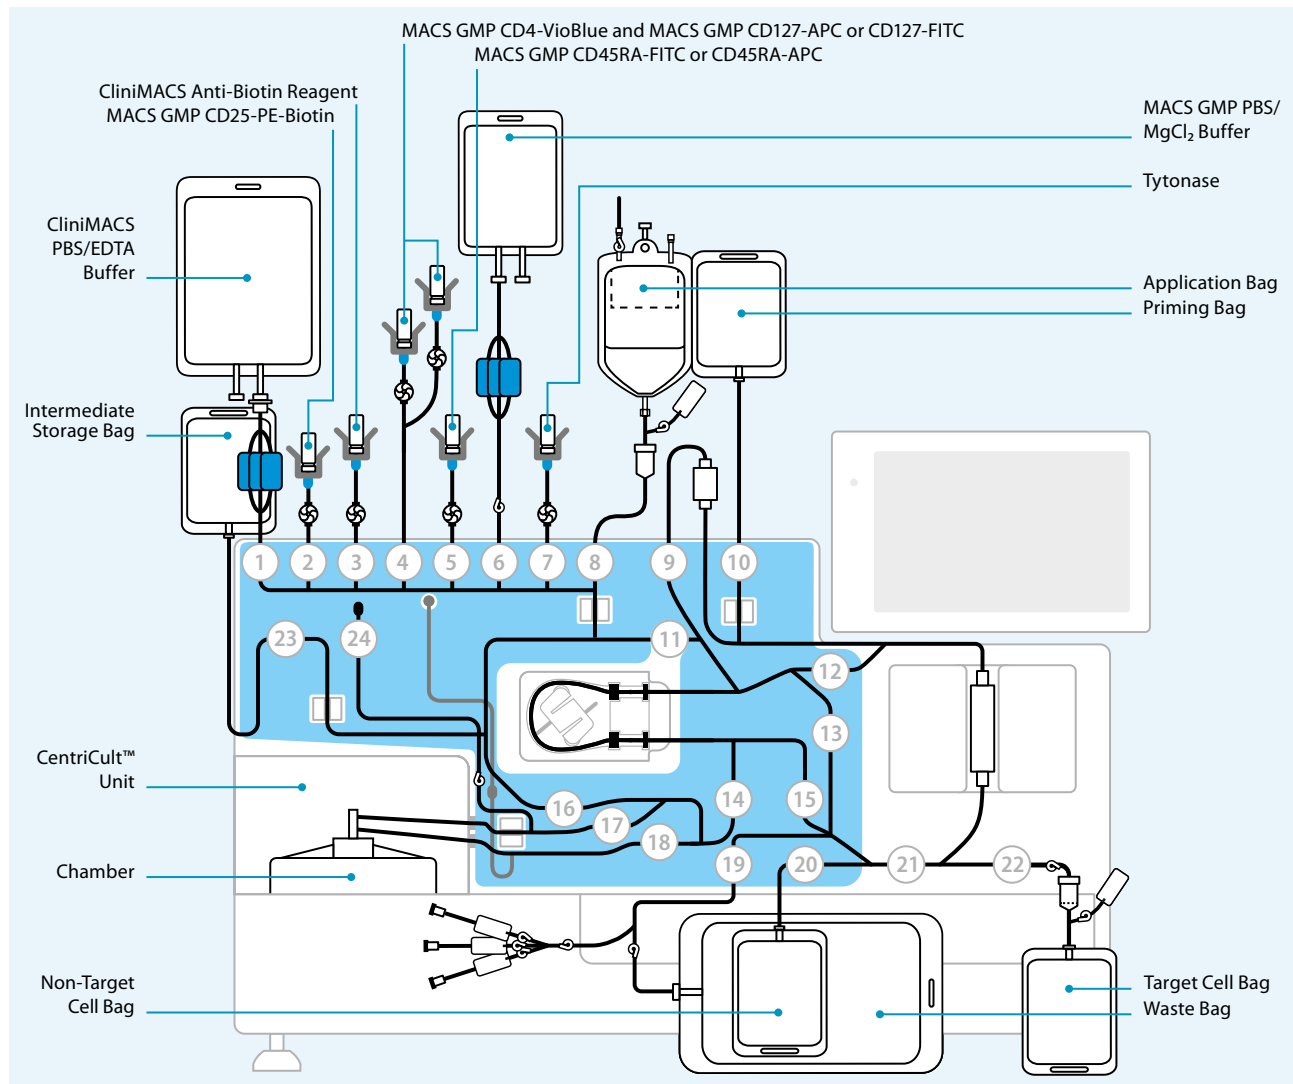 MACS GMP CD4-VioBlue and MACS GMP CD127-APC or CD127-FITC
MACS GMP CD45RA-FITC or CD45RA-APC
CliniMACS Anti-Biotin Reagent
MACS GMP CD25-PE-Biotin
MACS GMP PBS/
MgCl₂ Buffer
Tytonase
CliniMACS
PBS/EDTA
Buffer
Application Bag
Priming Bag
Intermediate
Storage Bag
1 2 3 4 5 6 7 8 9 10
23 24 11
12
13
CentriCult™
Unit
14 15
16
17
18
19 20 21 22
Chamber
Non-Target
Cell Bag
Target Cell Bag
Waste Bag